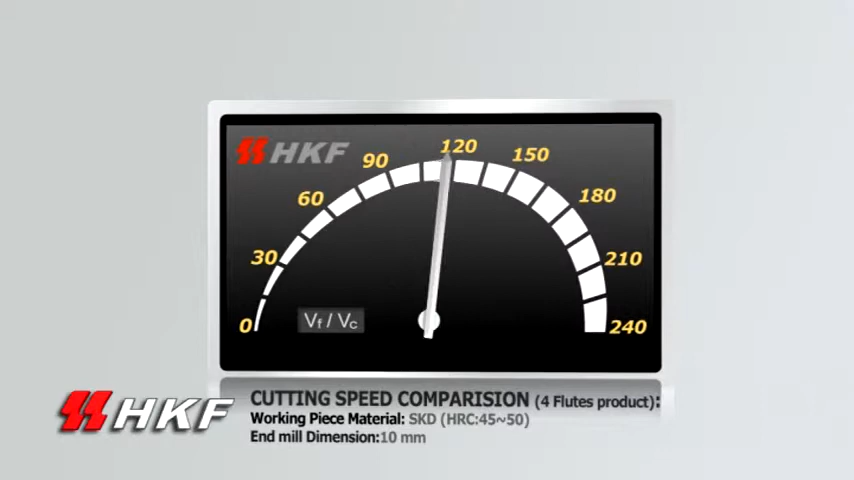 HKF
0
30
60
90
120
150
180
210
240
Vf / Vc
HKF
CUTTING SPEED COMPARISION (4 Flutes product):
Working Piece Material: SKD (HRC:45~50)
End mill Dimension:10 mm